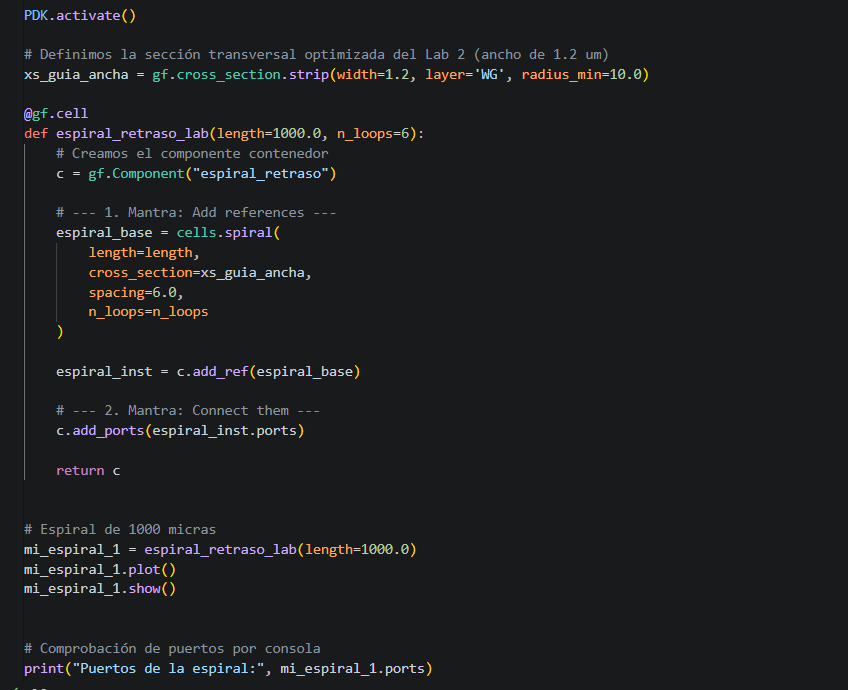 PDK.activate()
# Definimos la sección transversal optimizada del Lab 2 (ancho de 1.2 um)
xs_guia_ancha = gf.cross_section.strip(width=1.2, layer='WG', radius_min=10.0)
@gf.cell
def espiral_retraso_lab(length=1000.0, n_loops=6):
    # Creamos el componente contenedor
    c = gf.Component("espiral_retraso")
    # --- 1. Mantra: Add references ---
    espiral_base = cells.spiral(
        length=length,
        cross_section=xs_guia_ancha,
        spacing=6.0,
        n_loops=n_loops
    )
    espiral_inst = c.add_ref(espiral_base)
    # --- 2. Mantra: Connect them ---
    c.add_ports(espiral_inst.ports)
    return c
# Espiral de 1000 micras
mi_espiral_1 = espiral_retraso_lab(length=1000.0)
mi_espiral_1.plot()
mi_espiral_1.show()
# Comprobación de puertos por consola
print("Puertos de la espiral:", mi_espiral_1.ports)